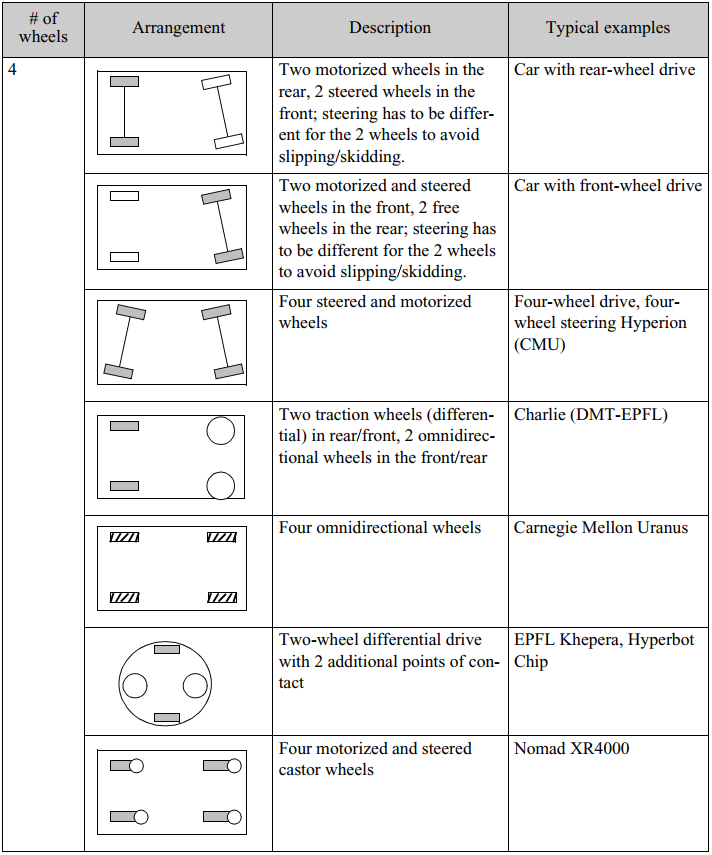 # of
wheels
Arrangement
Description
Typical examples
4
Two motorized wheels in the
rear, 2 steered wheels in the
front; steering has to be differ-
ent for the 2 wheels to avoid
slipping/skidding.
Car with rear-wheel drive
Two motorized and steered
wheels in the front, 2 free
wheels in the rear; steering has
to be different for the 2 wheels
to avoid slipping/skidding.
Car with front-wheel drive
Four steered and motorized
wheels
Four-wheel drive, four-
wheel steering Hyperion
(CMU)
Two traction wheels (differen-
tial) in rear/front, 2 omnidirec-
tional wheels in the front/rear
Charlie (DMT-EPFL)
Four omnidirectional wheels
Carnegie Mellon Uranus
Two-wheel differential drive
with 2 additional points of con-
tact
EPFL Khepera, Hyperbot
Chip
Four motorized and steered
castor wheels
Nomad XR4000